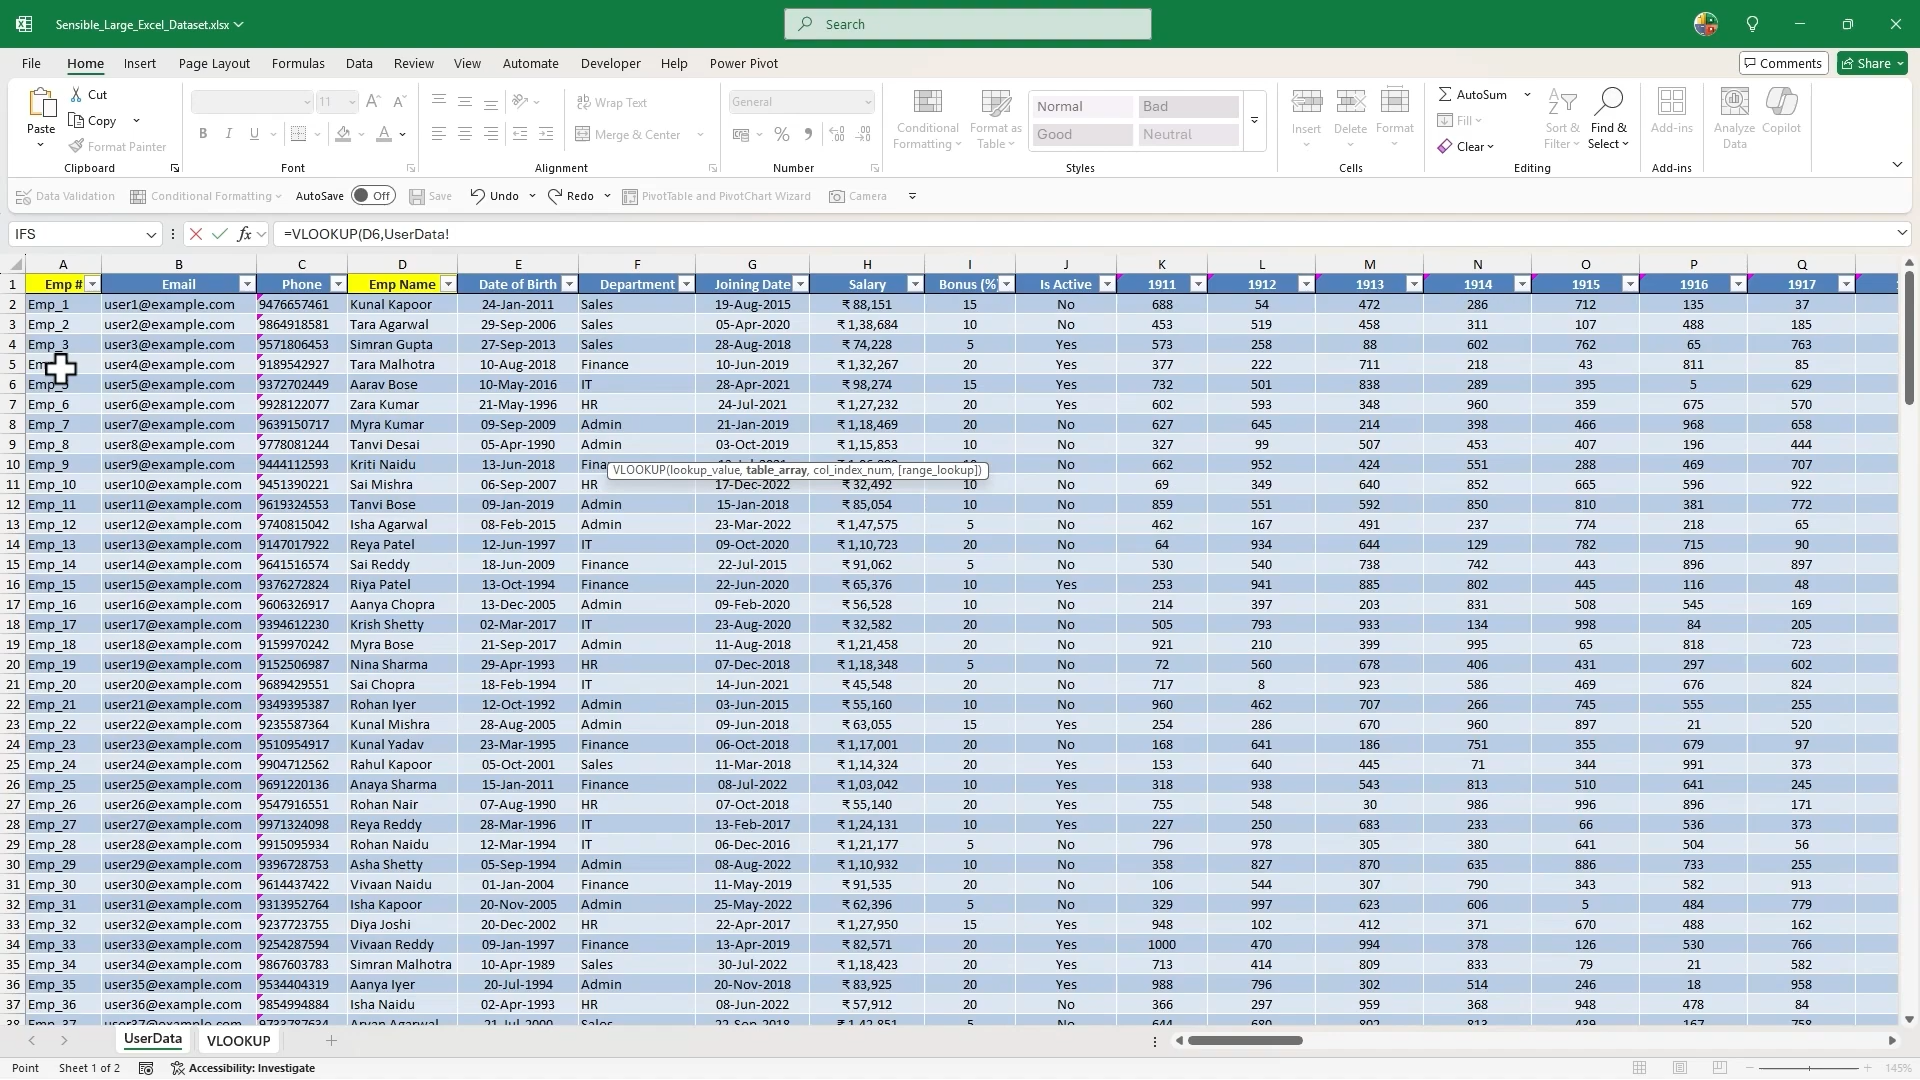 Sensible_Large_Excel_Dataset.xlsx
Search
File Home Insert Page Layout Formulas Data Review View Automate Developer Help Power Pivot Comments Share
Paste Cut Copy Format Painter Clipboard
11 Font
Wrap Text Merge & Center Alignment
General Number
Conditional Formatting Format as Table Normal Bad Good Neutral Styles
Insert Delete Format Cells
AutoSum Fill Clear Sort & Filter Find & Select Editing
Add-ins Add-ins
Analyze Data Copilot
Data Validation Conditional Formatting AutoSave Off Save Undo Redo PivotTable and PivotChart Wizard Camera
IFS fx =VLOOKUP(D6,UserData!
A B C D E F G H I J K L M N O P Q
1 Emp # Email Phone Emp Name Date of Birth Department Joining Date Salary Bonus (% Is Active 1911 1912 1913 1914 1915 1916 1917
2 Emp_1 user1@example.com 9476657461 Kunal Kapoor 24-Jan-2011 Sales 19-Aug-2015 ₹ 88,151 15 No 688 54 472 286 712 135 37
3 Emp_2 user2@example.com 9864918581 Tara Agarwal 29-Sep-2006 Sales 05-Apr-2020 ₹ 1,38,684 10 No 453 519 458 311 107 488 185
4 Emp_3 user3@example.com 9571806453 Simran Gupta 27-Sep-2013 Sales 28-Aug-2018 ₹ 74,228 5 Yes 573 258 88 602 762 65 763
5 user4@example.com 9189542927 Tara Malhotra 10-Aug-2018 Finance 10-Jun-2019 ₹ 1,32,267 20 Yes 377 222 711 218 43 811 85
6 user5@example.com 9372702449 Aarav Bose 10-May-2016 IT 28-Apr-2021 ₹ 98,274 15 Yes 732 501 838 289 395 5 629
7 Emp_6 user6@example.com 9928122077 Zara Kumar 21-May-1996 HR 24-Jul-2021 ₹ 1,27,232 20 Yes 602 593 348 960 359 675 570
8 Emp_7 user7@example.com 9639150717 Myra Kumar 09-Sep-2009 Admin 21-Jan-2019 ₹ 1,18,469 20 No 627 645 214 398 466 968 658
9 Emp_8 user8@example.com 9778081244 Tanvi Desai 05-Apr-1990 Admin 03-Oct-2019 ₹ 1,15,853 10 No 327 99 507 453 407 196 444
10 Emp_9 user9@example.com 9444112593 Kriti Naidu 13-Jun-2018 VLOOKUP(lookup_value, table_array, col_index_num, [range_lookup]) No 662 952 424 551 288 469 707
11 Emp_10 user10@example.com 9451390221 Sai Mishra 06-Sep-2007 HR 17-Dec-2022 ₹ 32,492 10 No 69 349 640 852 665 596 922
12 Emp_11 user11@example.com 9619324553 Tanvi Bose 09-Jan-2019 Admin 15-Jan-2018 ₹ 85,054 10 No 859 551 592 850 810 381 772
13 Emp_12 user12@example.com 9740815042 Isha Agarwal 08-Feb-2015 Admin 23-Mar-2022 ₹ 1,47,575 5 No 462 167 491 237 774 218 65
14 Emp_13 user13@example.com 9147017922 Reya Patel 12-Jun-1997 IT 09-Oct-2020 ₹ 1,10,723 20 No 64 934 644 129 782 715 90
15 Emp_14 user14@example.com 9641516574 Sai Reddy 18-Jun-2009 Finance 22-Jul-2015 ₹ 91,062 5 No 530 540 738 742 443 896 897
16 Emp_15 user15@example.com 9376272824 Riya Patel 13-Oct-1994 Finance 22-Jun-2020 ₹ 65,376 10 Yes 253 941 885 802 445 116 48
17 Emp_16 user16@example.com 9606326917 Aanya Chopra 13-Dec-2005 Admin 09-Feb-2020 ₹ 56,528 10 No 214 397 203 831 508 545 169
18 Emp_17 user17@example.com 9394612230 Krish Shetty 02-Mar-2017 IT 23-Aug-2020 ₹ 32,582 20 No 505 793 933 134 998 84 205
19 Emp_18 user18@example.com 9159970242 Myra Bose 21-Sep-2017 Admin 11-Aug-2018 ₹ 1,21,458 20 No 921 210 399 995 65 818 723
20 Emp_19 user19@example.com 9152506987 Nina Sharma 29-Apr-1993 HR 07-Dec-2018 ₹ 1,18,348 5 No 72 560 678 406 431 297 602
21 Emp_20 user20@example.com 9689429551 Sai Chopra 18-Feb-1994 IT 14-Jun-2021 ₹ 45,548 20 No 717 8 923 586 469 676 824
22 Emp_21 user21@example.com 9349395387 Rohan Iyer 12-Oct-1992 Admin 03-Jun-2015 ₹ 55,160 10 No 960 462 707 266 745 555 255
23 Emp_22 user22@example.com 9235587364 Kunal Mishra 28-Aug-2005 Admin 09-Jun-2018 ₹ 63,055 15 Yes 254 286 670 960 897 21 520
24 Emp_23 user23@example.com 9510954917 Kunal Yadav 23-Mar-1995 Finance 06-Oct-2018 ₹ 1,17,001 20 No 168 641 186 751 355 679 97
25 Emp_24 user24@example.com 9904712562 Rahul Kapoor 05-Oct-2001 Sales 11-Mar-2018 ₹ 1,14,324 20 Yes 153 640 445 71 344 991 373
26 Emp_25 user25@example.com 9691220136 Anaya Sharma 15-Jan-2011 Finance 08-Jul-2022 ₹ 1,03,042 10 Yes 318 938 543 813 510 641 245
27 Emp_26 user26@example.com 9547916551 Rohan Nair 07-Aug-1990 HR 07-Oct-2018 ₹ 55,140 20 Yes 755 548 30 986 996 896 171
28 Emp_27 user27@example.com 9971324098 Reya Reddy 28-Mar-1996 IT 13-Feb-2017 ₹ 1,24,131 10 Yes 227 250 683 233 66 536 373
29 Emp_28 user28@example.com 9915095934 Rohan Naidu 12-Mar-1994 IT 06-Dec-2016 ₹ 1,21,177 5 No 796 978 305 380 641 504 56
30 Emp_29 user29@example.com 9396728753 Asha Shetty 05-Sep-1994 Admin 08-Aug-2022 ₹ 1,10,932 10 No 358 827 870 635 886 733 255
31 Emp_30 user30@example.com 9614437422 Vivaan Naidu 01-Jan-2004 Finance 11-May-2019 ₹ 91,535 20 No 106 544 307 790 343 582 913
32 Emp_31 user31@example.com 9313952764 Isha Kapoor 20-Nov-2005 Admin 25-May-2022 ₹ 62,396 5 No 329 997 623 606 5 484 779
33 Emp_32 user32@example.com 9237723755 Diya Joshi 20-Dec-2002 HR 22-Apr-2017 ₹ 1,27,950 15 Yes 948 102 412 371 670 488 162
34 Emp_33 user33@example.com 9254287594 Vivaan Reddy 09-Jan-1997 Finance 13-Apr-2019 ₹ 82,571 20 Yes 1000 470 994 378 126 530 766
35 Emp_34 user34@example.com 9867603783 Simran Malhotra 10-Apr-1989 Sales 30-Jul-2022 ₹ 1,18,423 20 Yes 713 414 809 833 79 21 582
36 Emp_35 user35@example.com 9534404319 Aanya Iyer 20-Jul-1994 Admin 20-Nov-2018 ₹ 83,925 20 Yes 988 796 302 514 246 18 958
37 Emp_36 user36@example.com 9854994884 Isha Naidu 02-Apr-1993 HR 08-Jun-2022 ₹ 57,912 20 No 366 297 959 368 948 478 84
UserData VLOOKUP
Point Sheet 1 of 2 Accessibility: Investigate 145%